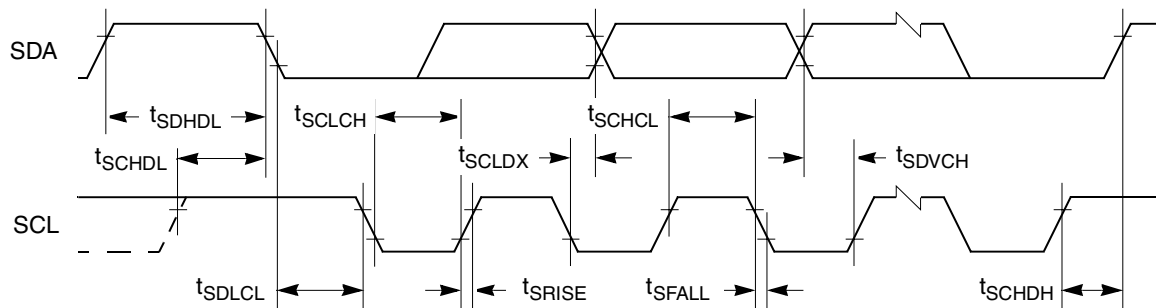 SDA
tSDHDL
tSCLCH
tSCHCL
tSCHDL
tSCLDX
tSDVCH
SCL
tSDLCL
tSRISE
tSFALL
tSCHDH